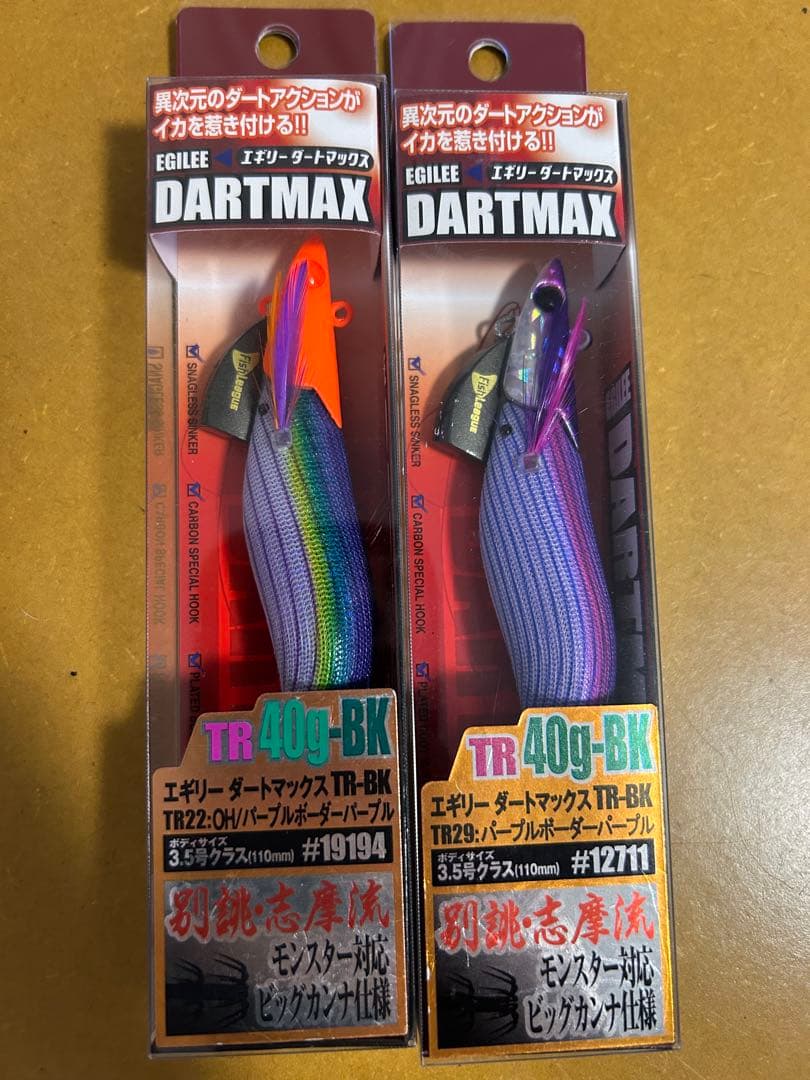 異次元のダートアクションが
イカを惹き付ける!!
EGILEE エギリーダートマックス
DARTMAX
FishLeague
SNAGLESS SINKER
CARBON SPECIAL HOOK
TR 40g-BK
エギリー ダートマックス TR-BK
TR22:OH/パープルボーダーパープル
ボディサイズ
3.5号クラス(110mm) #19194
別誂・志摩流
モンスター対応
ビッグカンナ仕様
異次元のダートアクションが
イカを惹き付ける!!
EGILEE エギリーダートマックス
DARTMAX
FishLeague
SNAGLESS SINKER
CARBON SPECIAL HOOK
TR 40g-BK
エギリー ダートマックス TR-BK
TR29:パープルボーダーパープル
ボディサイズ
3.5号クラス(110mm) #12711
別誂・志摩流
モンスター対応
ビッグカンナ仕様